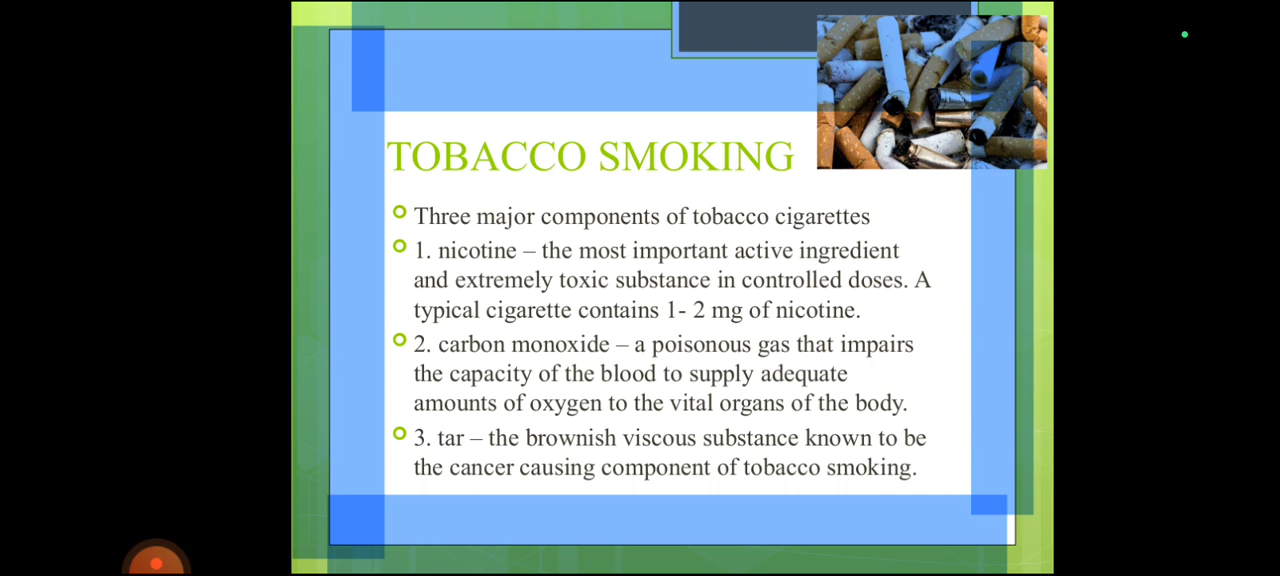 TOBACCO SMOKING
Three major components of tobacco cigarettes
1. nicotine – the most important active ingredient
and extremely toxic substance in controlled doses. A
typical cigarette contains 1- 2 mg of nicotine.
2. carbon monoxide – a poisonous gas that impairs
the capacity of the blood to supply adequate
amounts of oxygen to the vital organs of the body.
3. tar – the brownish viscous substance known to be
the cancer causing component of tobacco smoking.